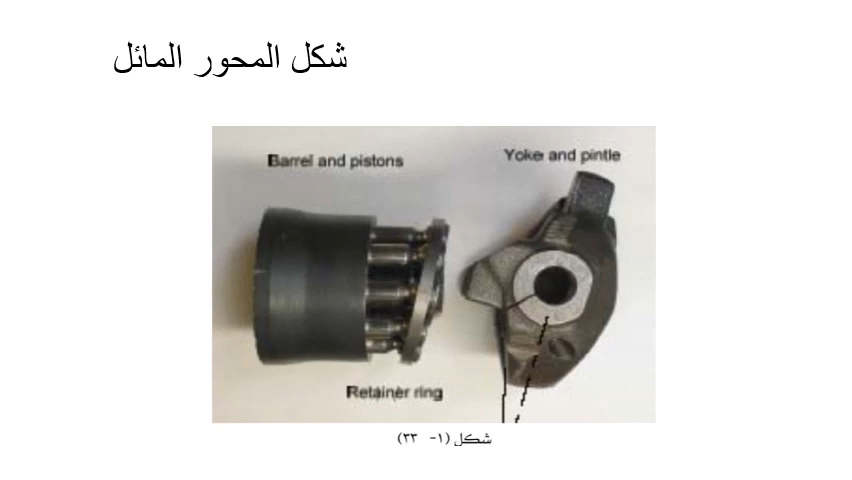 شكل المحور المائل
Barrel and pistons
Yoke and pintle
Retainer ring
شكل (١- ٣٣)